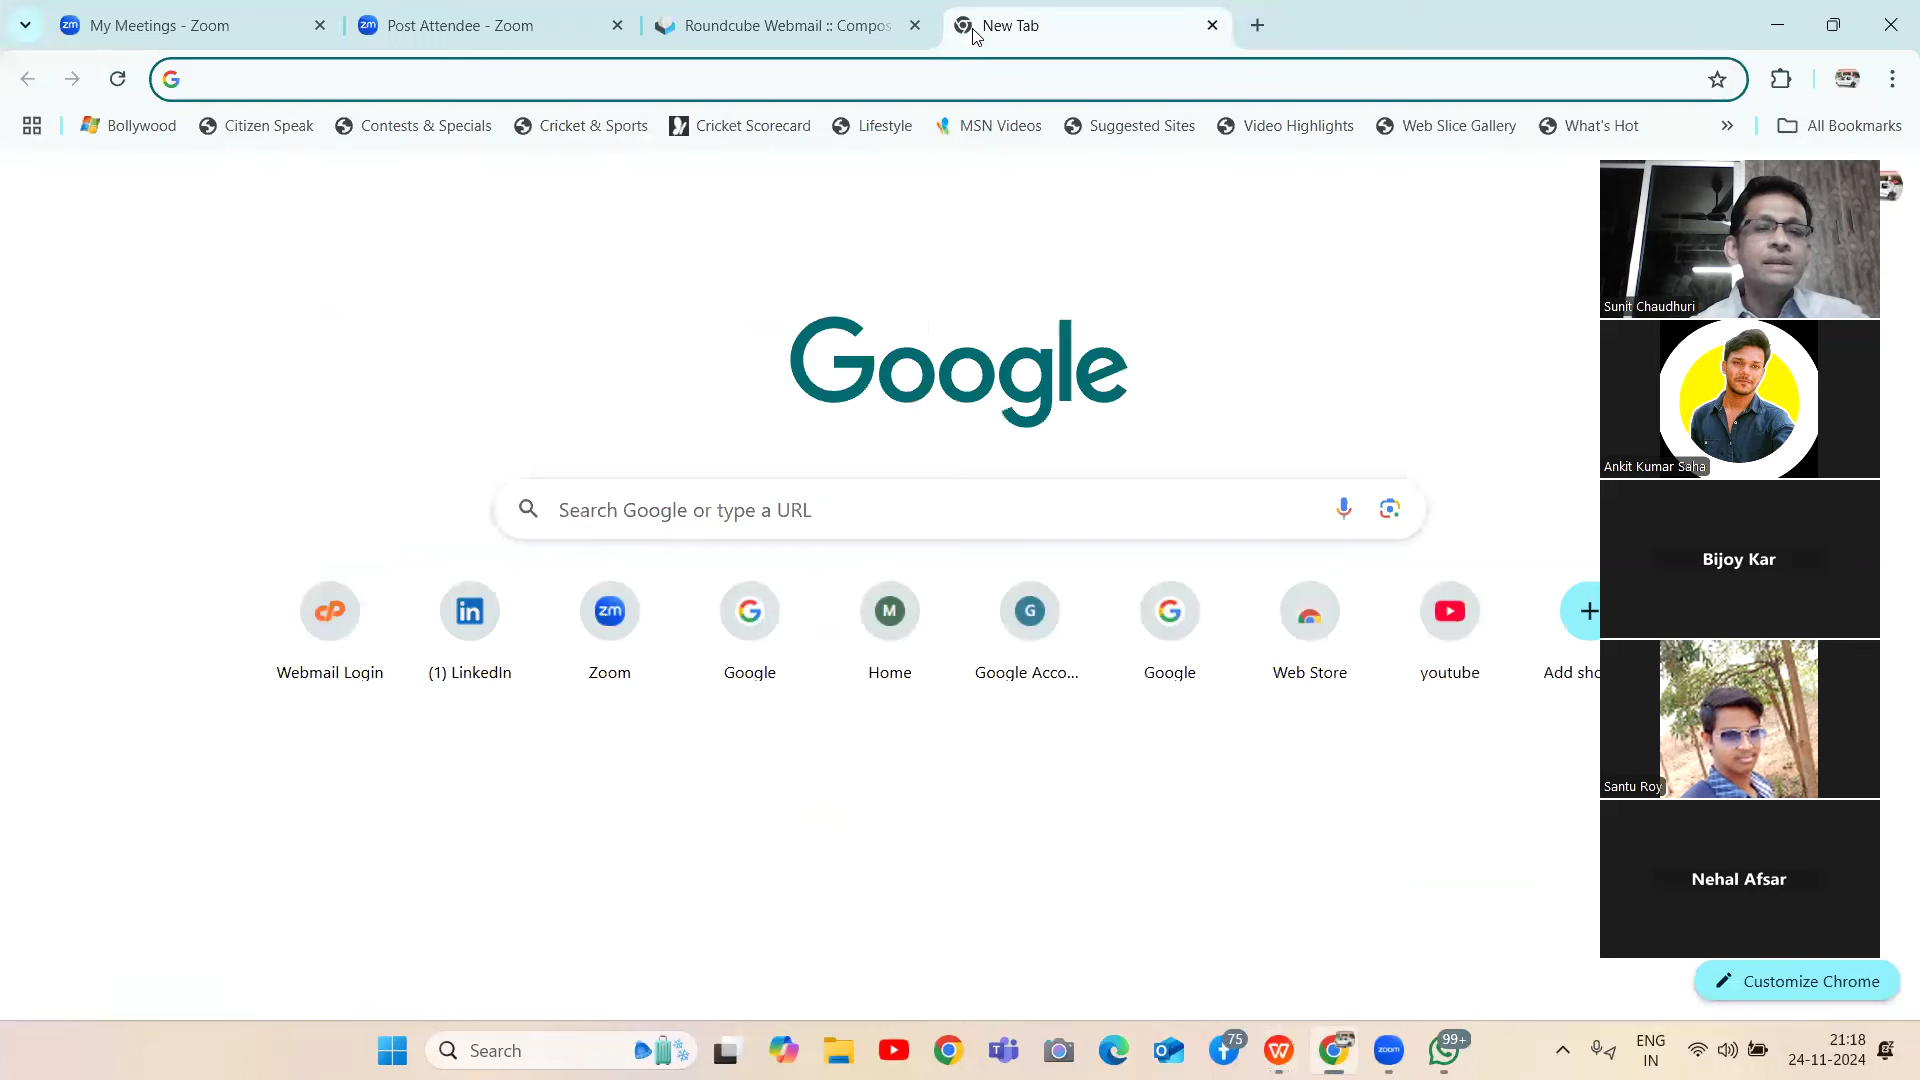 My Meetings - Zoom
Post Attendee - Zoom
Roundcube Webmail :: Compos
New Tab
Bollywood
Citizen Speak
Contests & Specials
Cricket & Sports
Cricket Scorecard
Lifestyle
MSN Videos
Suggested Sites
Video Highlights
Web Slice Gallery
What's Hot
All Bookmarks
Sunit Chaudhuri
Google
Ankit Kumar Saha
Search Google or type a URL
Bijoy Kar
cP
in
zm
G
M
G
G
Webmail Login
(1) LinkedIn
Zoom
Google
Home
Google Acco...
Google
Web Store
youtube
Add sho
Santu Roy
Nehal Afsar
Customize Chrome
Search
75
zoom
99+
ENG
IN
21:18
24-11-2024